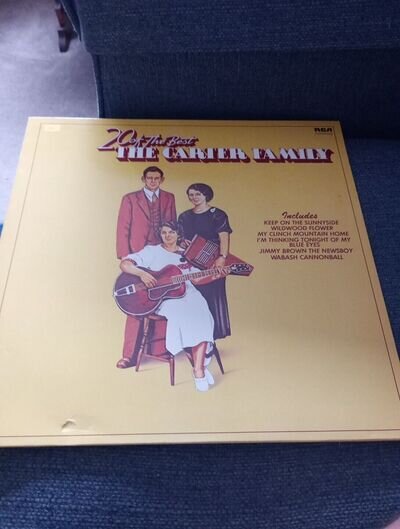 RCA
20 of The Best
THE CARTER FAMILY
Includes
KEEP ON THE SUNNYSIDE
WILDWOOD FLOWER
MY CLINCH MOUNTAIN HOME
I'M THINKING TONIGHT OF MY
BLUE EYES
JIMMY BROWN THE NEWSBOY
WABASH CANNONBALL